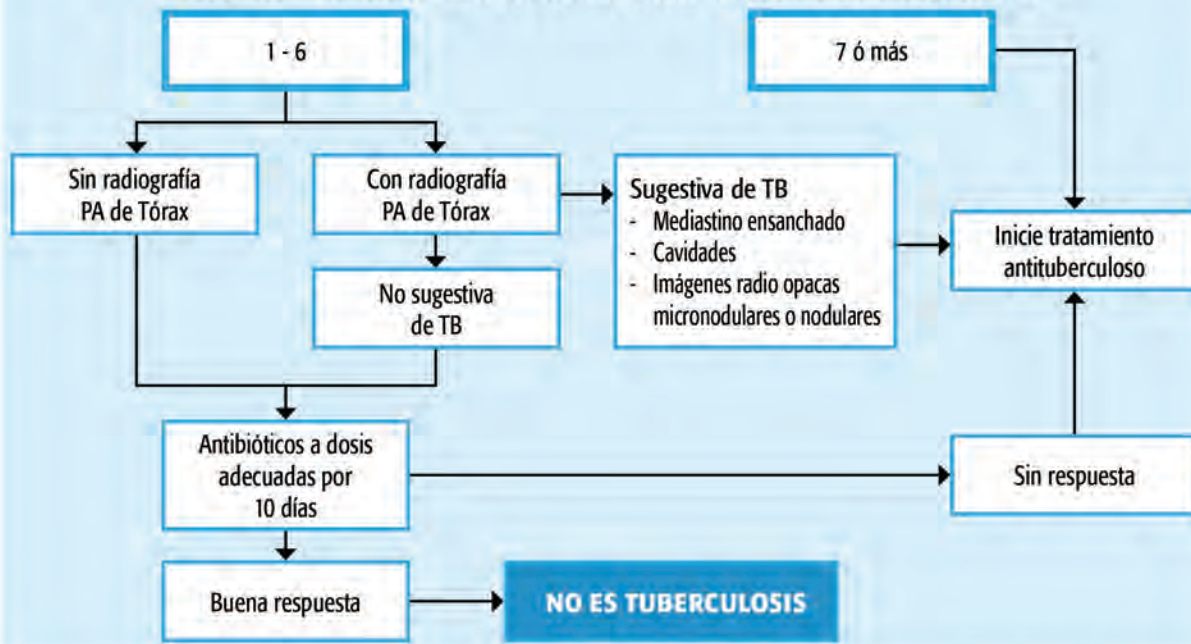 1 - 6
7 ó más
Sin radiografía
PA de Tórax
Con radiografía
PA de Tórax
Sugestiva de TB
- Mediastino ensanchado
- Cavidades
- Imágenes radio opacas
micronodulares o nodulares
Inicie tratamiento
antituberculoso
No sugestiva
de TB
Antibióticos a dosis
adecuadas por
10 días
Sin respuesta
Buena respuesta
NO ES TUBERCULOSIS